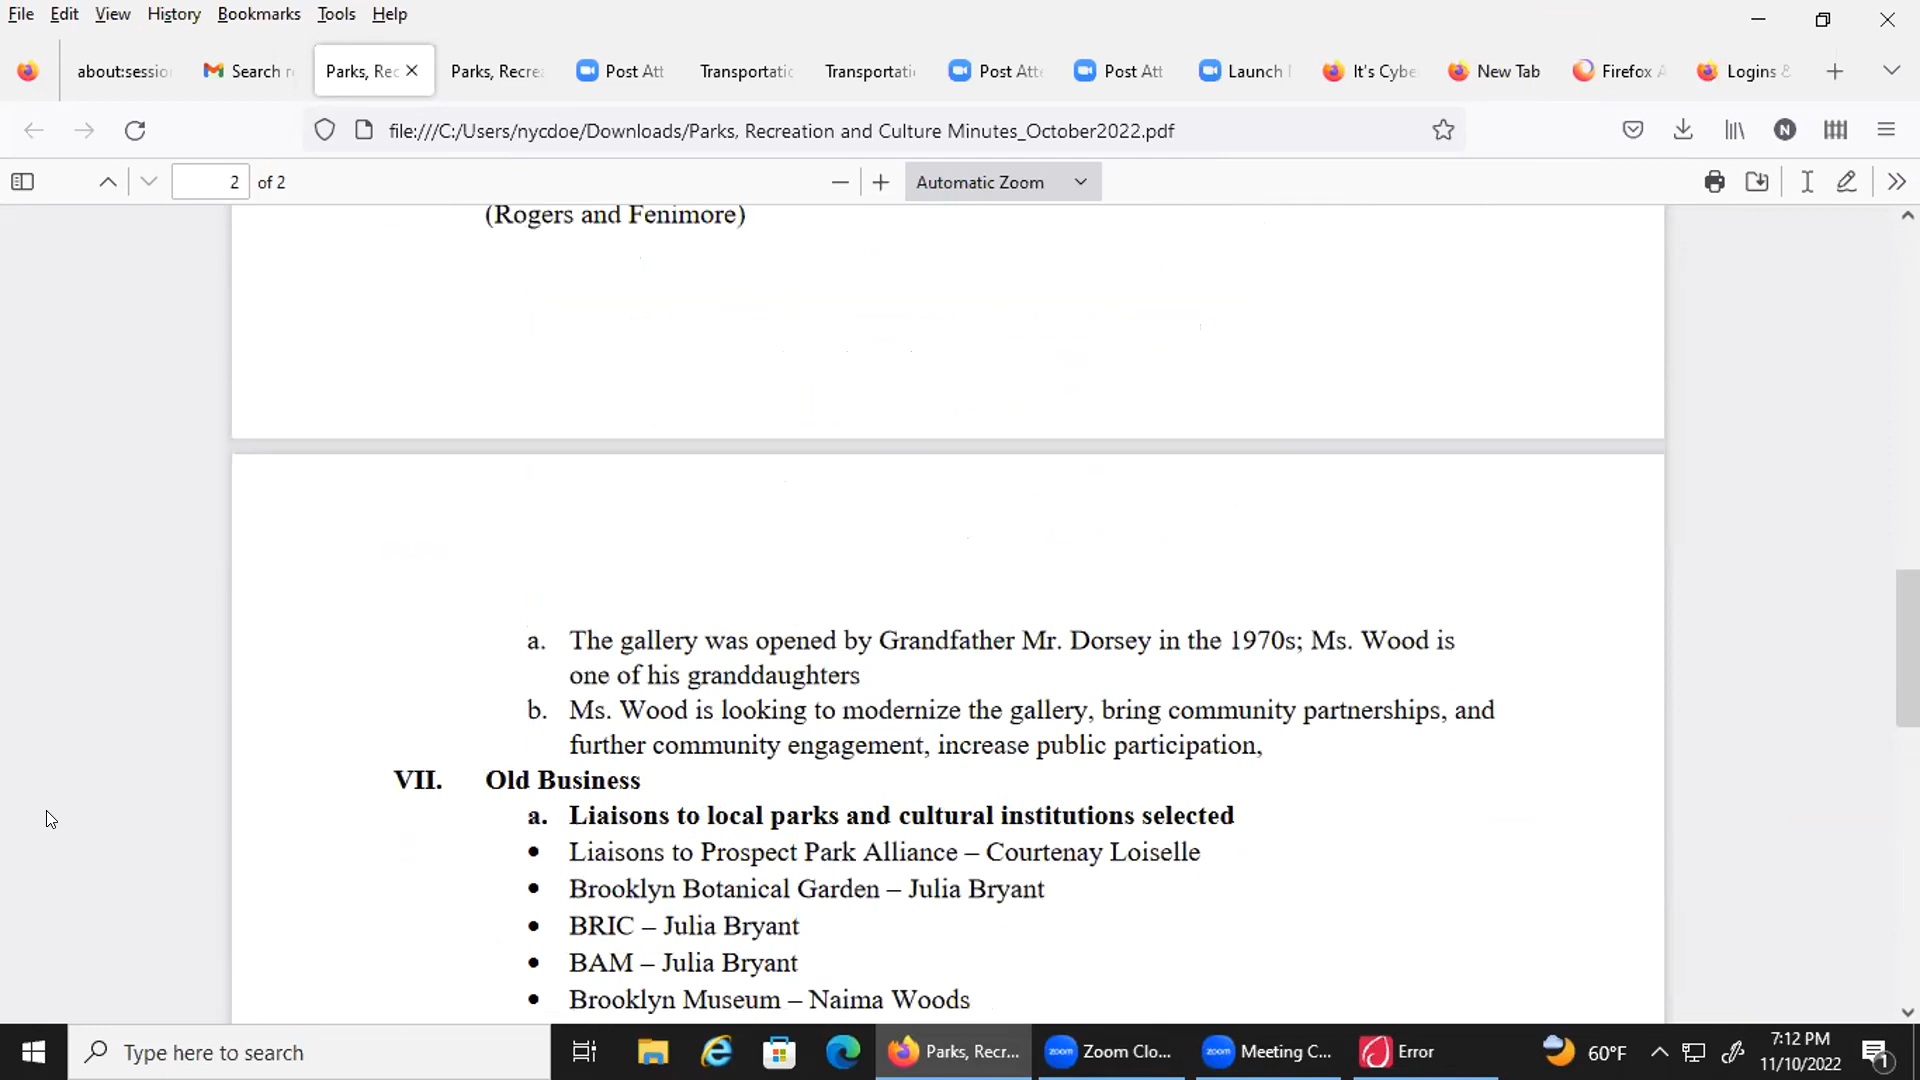 File Edit View History Bookmarks Tools Help
about:sessio Search r Parks, Rec Parks, Recrea Post Att Transportatic Transportatic Post Atte Post Att Launch It's Cybe New Tab Firefox Logins &
file:///C:/Users/nycdoe/Downloads/Parks, Recreation and Culture Minutes_October2022.pdf N
2 of 2 Automatic Zoom
(Rogers and Fenimore)
a. The gallery was opened by Grandfather Mr. Dorsey in the 1970s; Ms. Wood is
one of his granddaughters
b. Ms. Wood is looking to modernize the gallery, bring community partnerships, and
further community engagement, increase public participation,
VII. Old Business
a. Liaisons to local parks and cultural institutions selected
• Liaisons to Prospect Park Alliance – Courtenay Loiselle
• Brooklyn Botanical Garden – Julia Bryant
• BRIC – Julia Bryant
• BAM – Julia Bryant
• Brooklyn Museum – Naima Woods
Type here to search Parks, Recr... zoom Zoom Clo... zoom Meeting C... Error 60°F 7:12 PM 1
11/10/2022